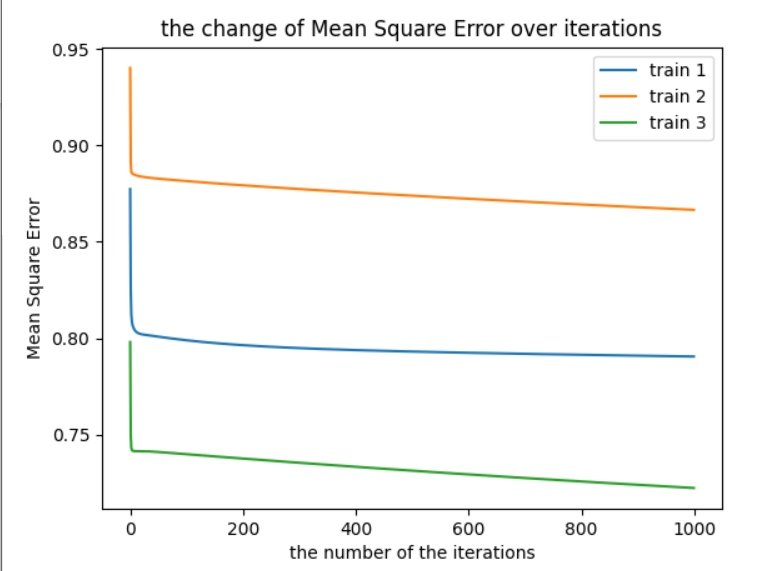 the change of Mean Square Error over iterations
0.95
0.90
0.85
0.80
0.75
Mean Square Error
train 1
train 2
train 3
0
200
400
600
800
1000
the number of the iterations